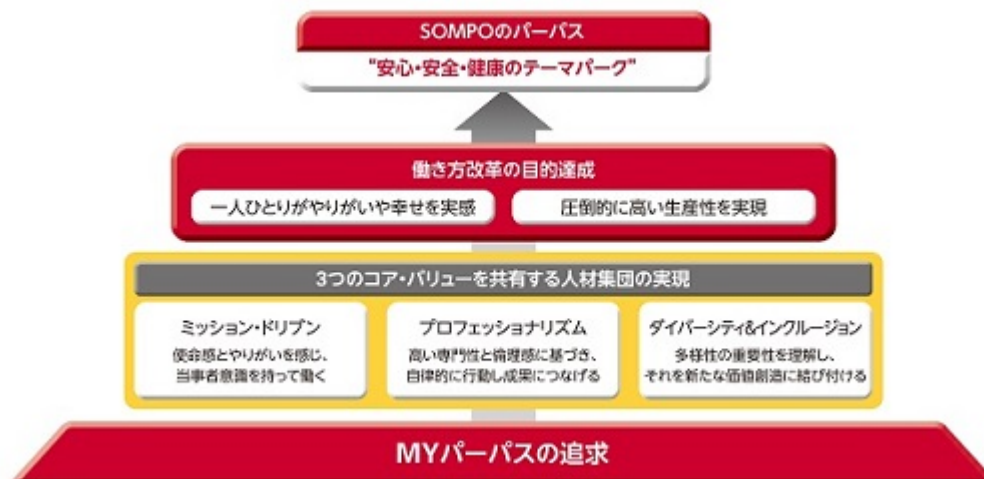 SOMPOのパーパス
"安心・安全・健康のテーマパーク"
働き方改革の目的達成
一人ひとりがやりがいや幸せを実感
圧倒的に高い生産性を実現
3つのコア・バリューを共有する人材集団の実現
ミッション・ドリブン
使命感とやりがいを感じ、
当事者意識を持って働く
プロフェッショナリズム
高い専門性と倫理感に基づき、
自律的に行動し成果につなげる
ダイバーシティ&インクルージョン
多様性の重要性を理解し、
それを新たな価値創造に結び付ける
MYパーパスの追求